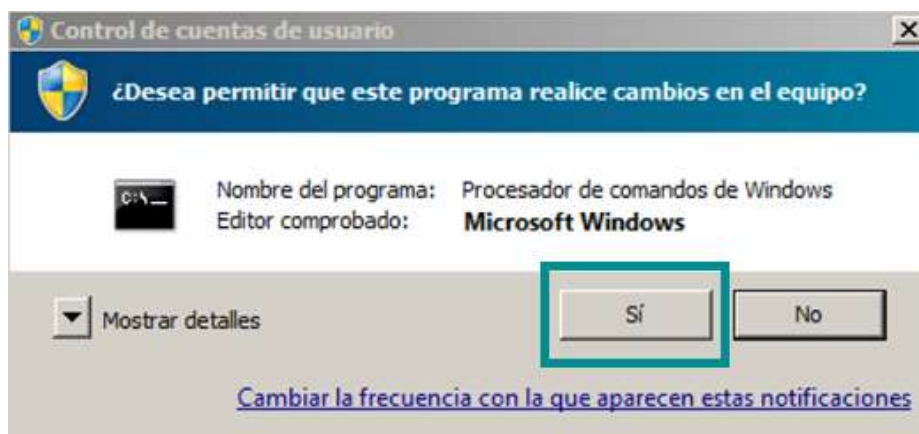 Control de cuentas de usuario
¿Desea permitir que este programa realice cambios en el equipo?
C:\_
Nombre del programa: Procesador de comandos de Windows
Editor comprobado: Microsoft Windows
Mostrar detalles
Sí
No
Cambiar la frecuencia con la que aparecen estas notificaciones